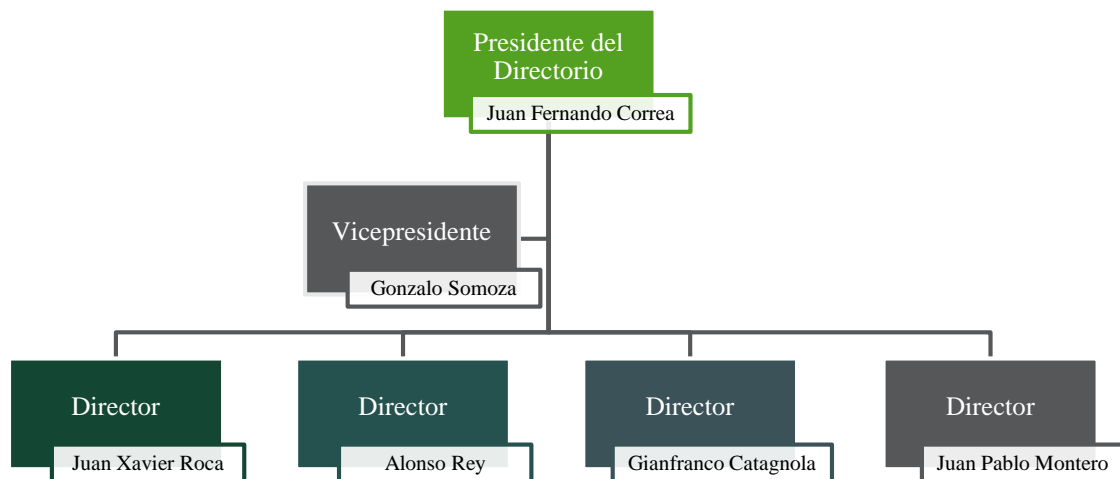 Presidente del
Directorio
Juan Fernando Correa
Vicepresidente
Gonzalo Somoza
Director
Juan Xavier Roca
Director
Alonso Rey
Director
Gianfranco Catagnola
Director
Juan Pablo Montero